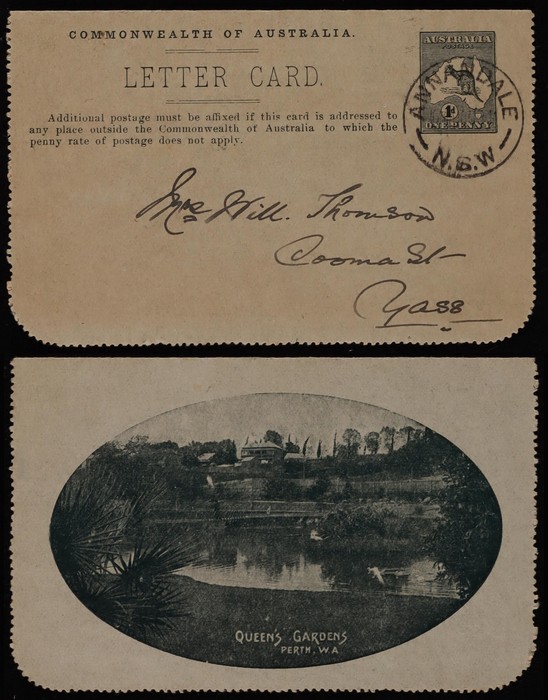 COMMONWEALTH OF AUSTRALIA.
LETTER CARD.
Additional postage must be affixed if this card is addressed to
any place outside the Commonwealth of Australia to which the
penny rate of postage does not apply.
AUSTRALIA
POSTAGE
1d
ONE PENNY
ANNANDALE
N.S.W
Mrs Will. Thomson
Cooma St
Yass
QUEENS GARDENS
PERTH, W.A